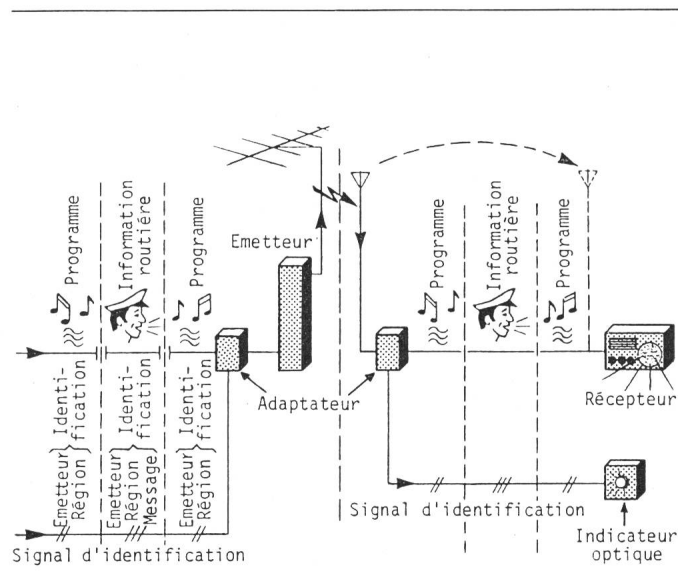 Programme
Information
routière
Programme
Emetteur
Programme
Information
routière
Programme
Adaptateur
Récepteur
Identi-
fication
Emetteur
Région
Identi-
fication
Emetteur
Région
Message
Identi-
fication
Emetteur
Région
Signal d'identification
Signal d'identification
Indicateur
optique